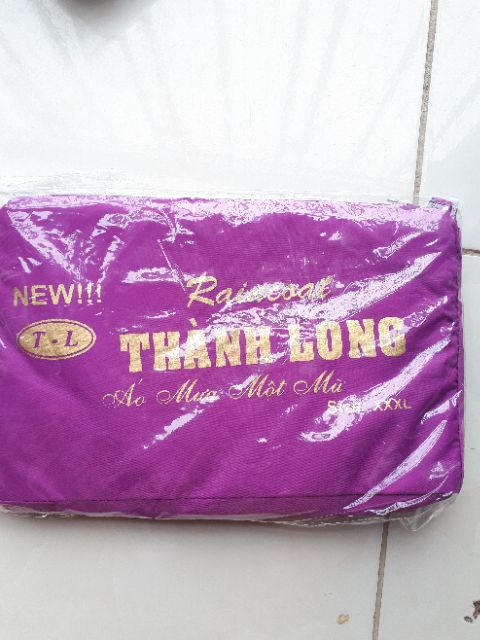 NEW!!!
Raincoat
T-L
THÀNH LONG
Áo Mưa Một Mũ
Size: XXXL